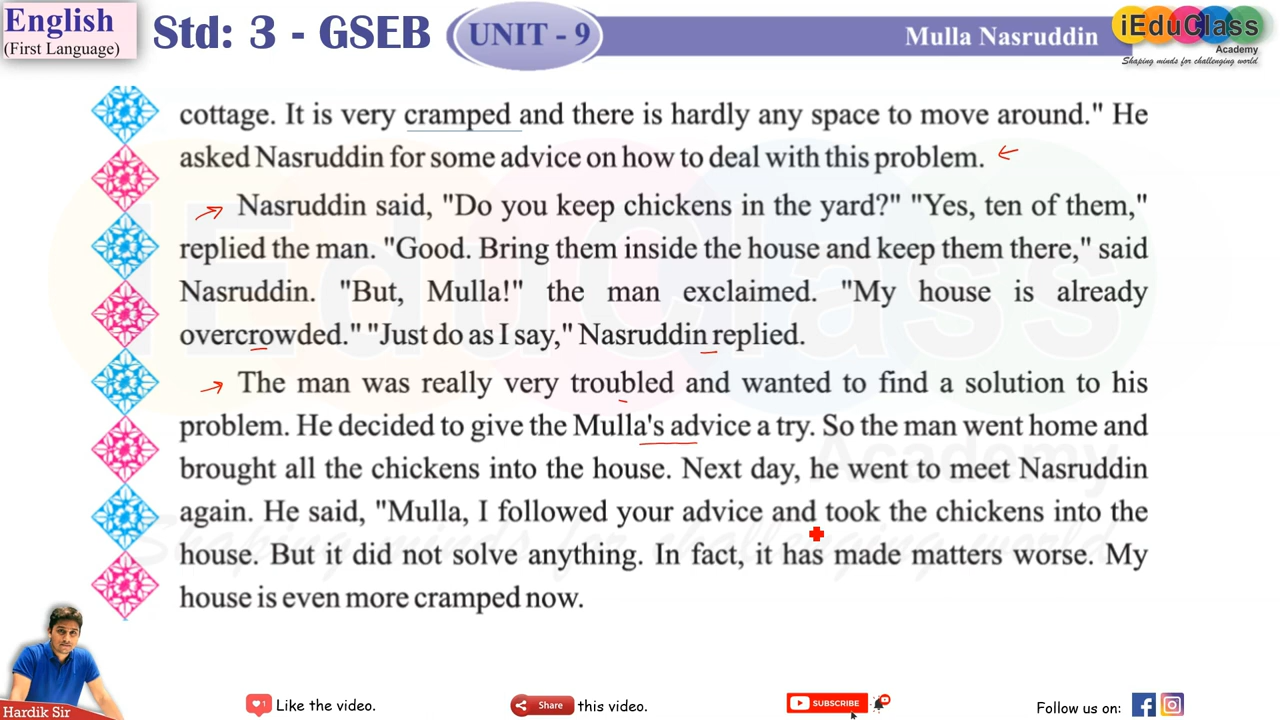 English
(First Language)
Std: 3 - GSEB
UNIT - 9
Mulla Nasruddin
iEduClass
Academy
Shaping minds for challenging world
cottage. It is very cramped and there is hardly any space to move around." He
asked Nasruddin for some advice on how to deal with this problem.
Nasruddin said, "Do you keep chickens in the yard?" "Yes, ten of them,"
replied the man. "Good. Bring them inside the house and keep them there," said
Nasruddin. "But, Mulla!" the man exclaimed. "My house is already
overcrowded." "Just do as I say," Nasruddin replied.
The man was really very troubled and wanted to find a solution to his
problem. He decided to give the Mulla's advice a try. So the man went home and
brought all the chickens into the house. Next day, he went to meet Nasruddin
again. He said, "Mulla, I followed your advice and took the chickens into the
house. But it did not solve anything. In fact, it has made matters worse. My
house is even more cramped now.
iEduClass
Academy
Shaping minds for challenging world
Hardik Sir
1
Like the video.
Share
this video.
SUBSCRIBE
Follow us on: